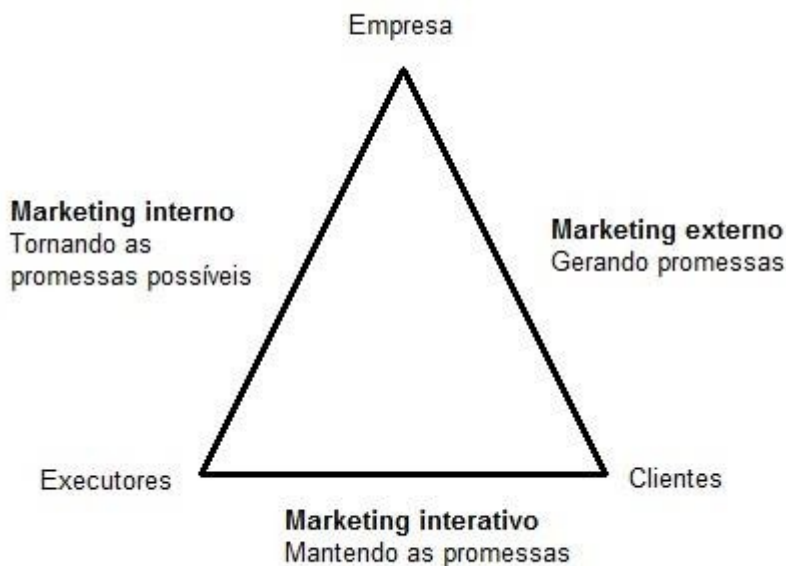 Empresa
Marketing interno
Tornando as
promessas possíveis
Marketing externo
Gerando promessas
Executores
Clientes
Marketing interativo
Mantendo as promessas